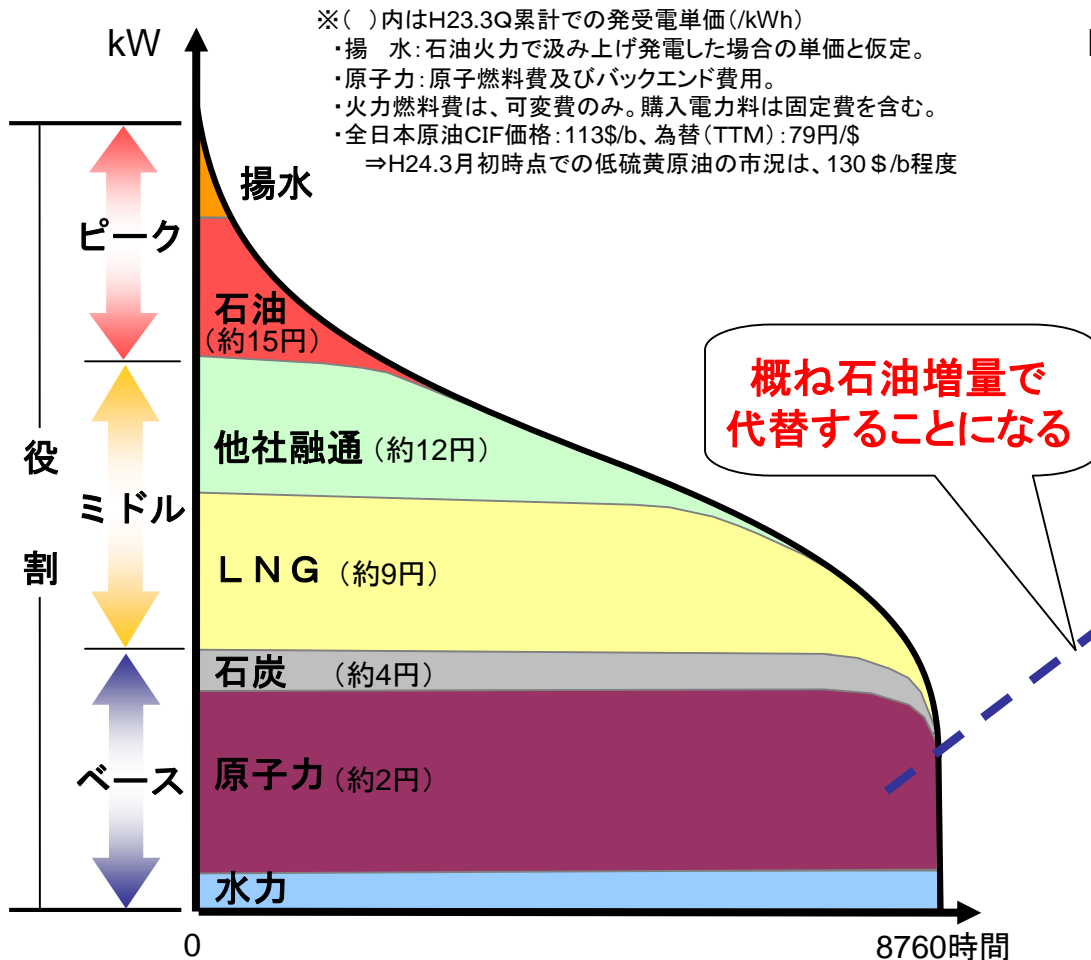 ※(　)内はH23.3Q累計での発受電単価(/kWh)
・揚　水：石油火力で汲み上げ発電した場合の単価と仮定。
・原子力：原子燃料費及びバックエンド費用。
・火力燃料費は、可変費のみ。購入電力料は固定費を含む。
・全日本原油CIF価格：113$/b、為替(TTM)：79円/$
⇒H24.3月初時点での低硫黄原油の市況は、130＄/b程度
kW
揚水
ピーク
石油
(約15円)
概ね石油増量で
代替することになる
他社融通 (約12円)
役
割
ミドル
ＬＮＧ (約9円)
石炭 (約4円)
ベース
原子力 (約2円)
水力
0
8760時間